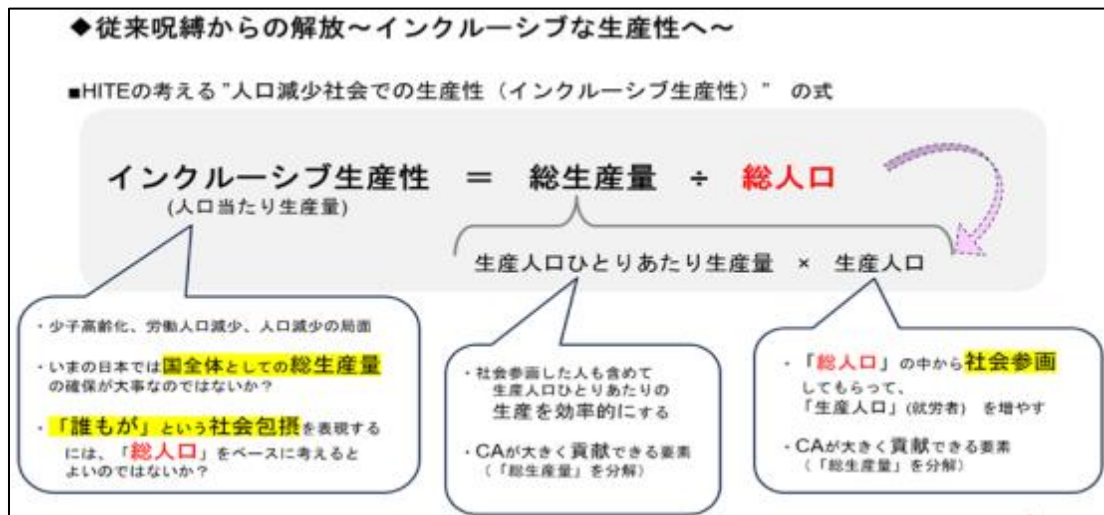 ◆従来呪縛からの解放～インクルーシブな生産性へ～
■HITEの考える"人口減少社会での生産性（インクルーシブ生産性）" の式
インクルーシブ生産性 ＝ 総生産量 ÷ 総人口
(人口当たり生産量)
生産人口ひとりあたり生産量 × 生産人口
・少子高齢化、労働人口減少、人口減少の局面
・いまの日本では国全体としての総生産量
の確保が大事なのではないか？
・「誰もが」という社会包摂を表現する
には、「総人口」をベースに考えると
よいのではないか？
・社会参画した人も含めて
生産人口ひとりあたりの
生産を効率的にする
・CAが大きく貢献できる要素
（「総生産量」を分解）
・「総人口」の中から社会参画
してもらって、
「生産人口」(就労者) を増やす
・CAが大きく貢献できる要素
（「総生産量」を分解）